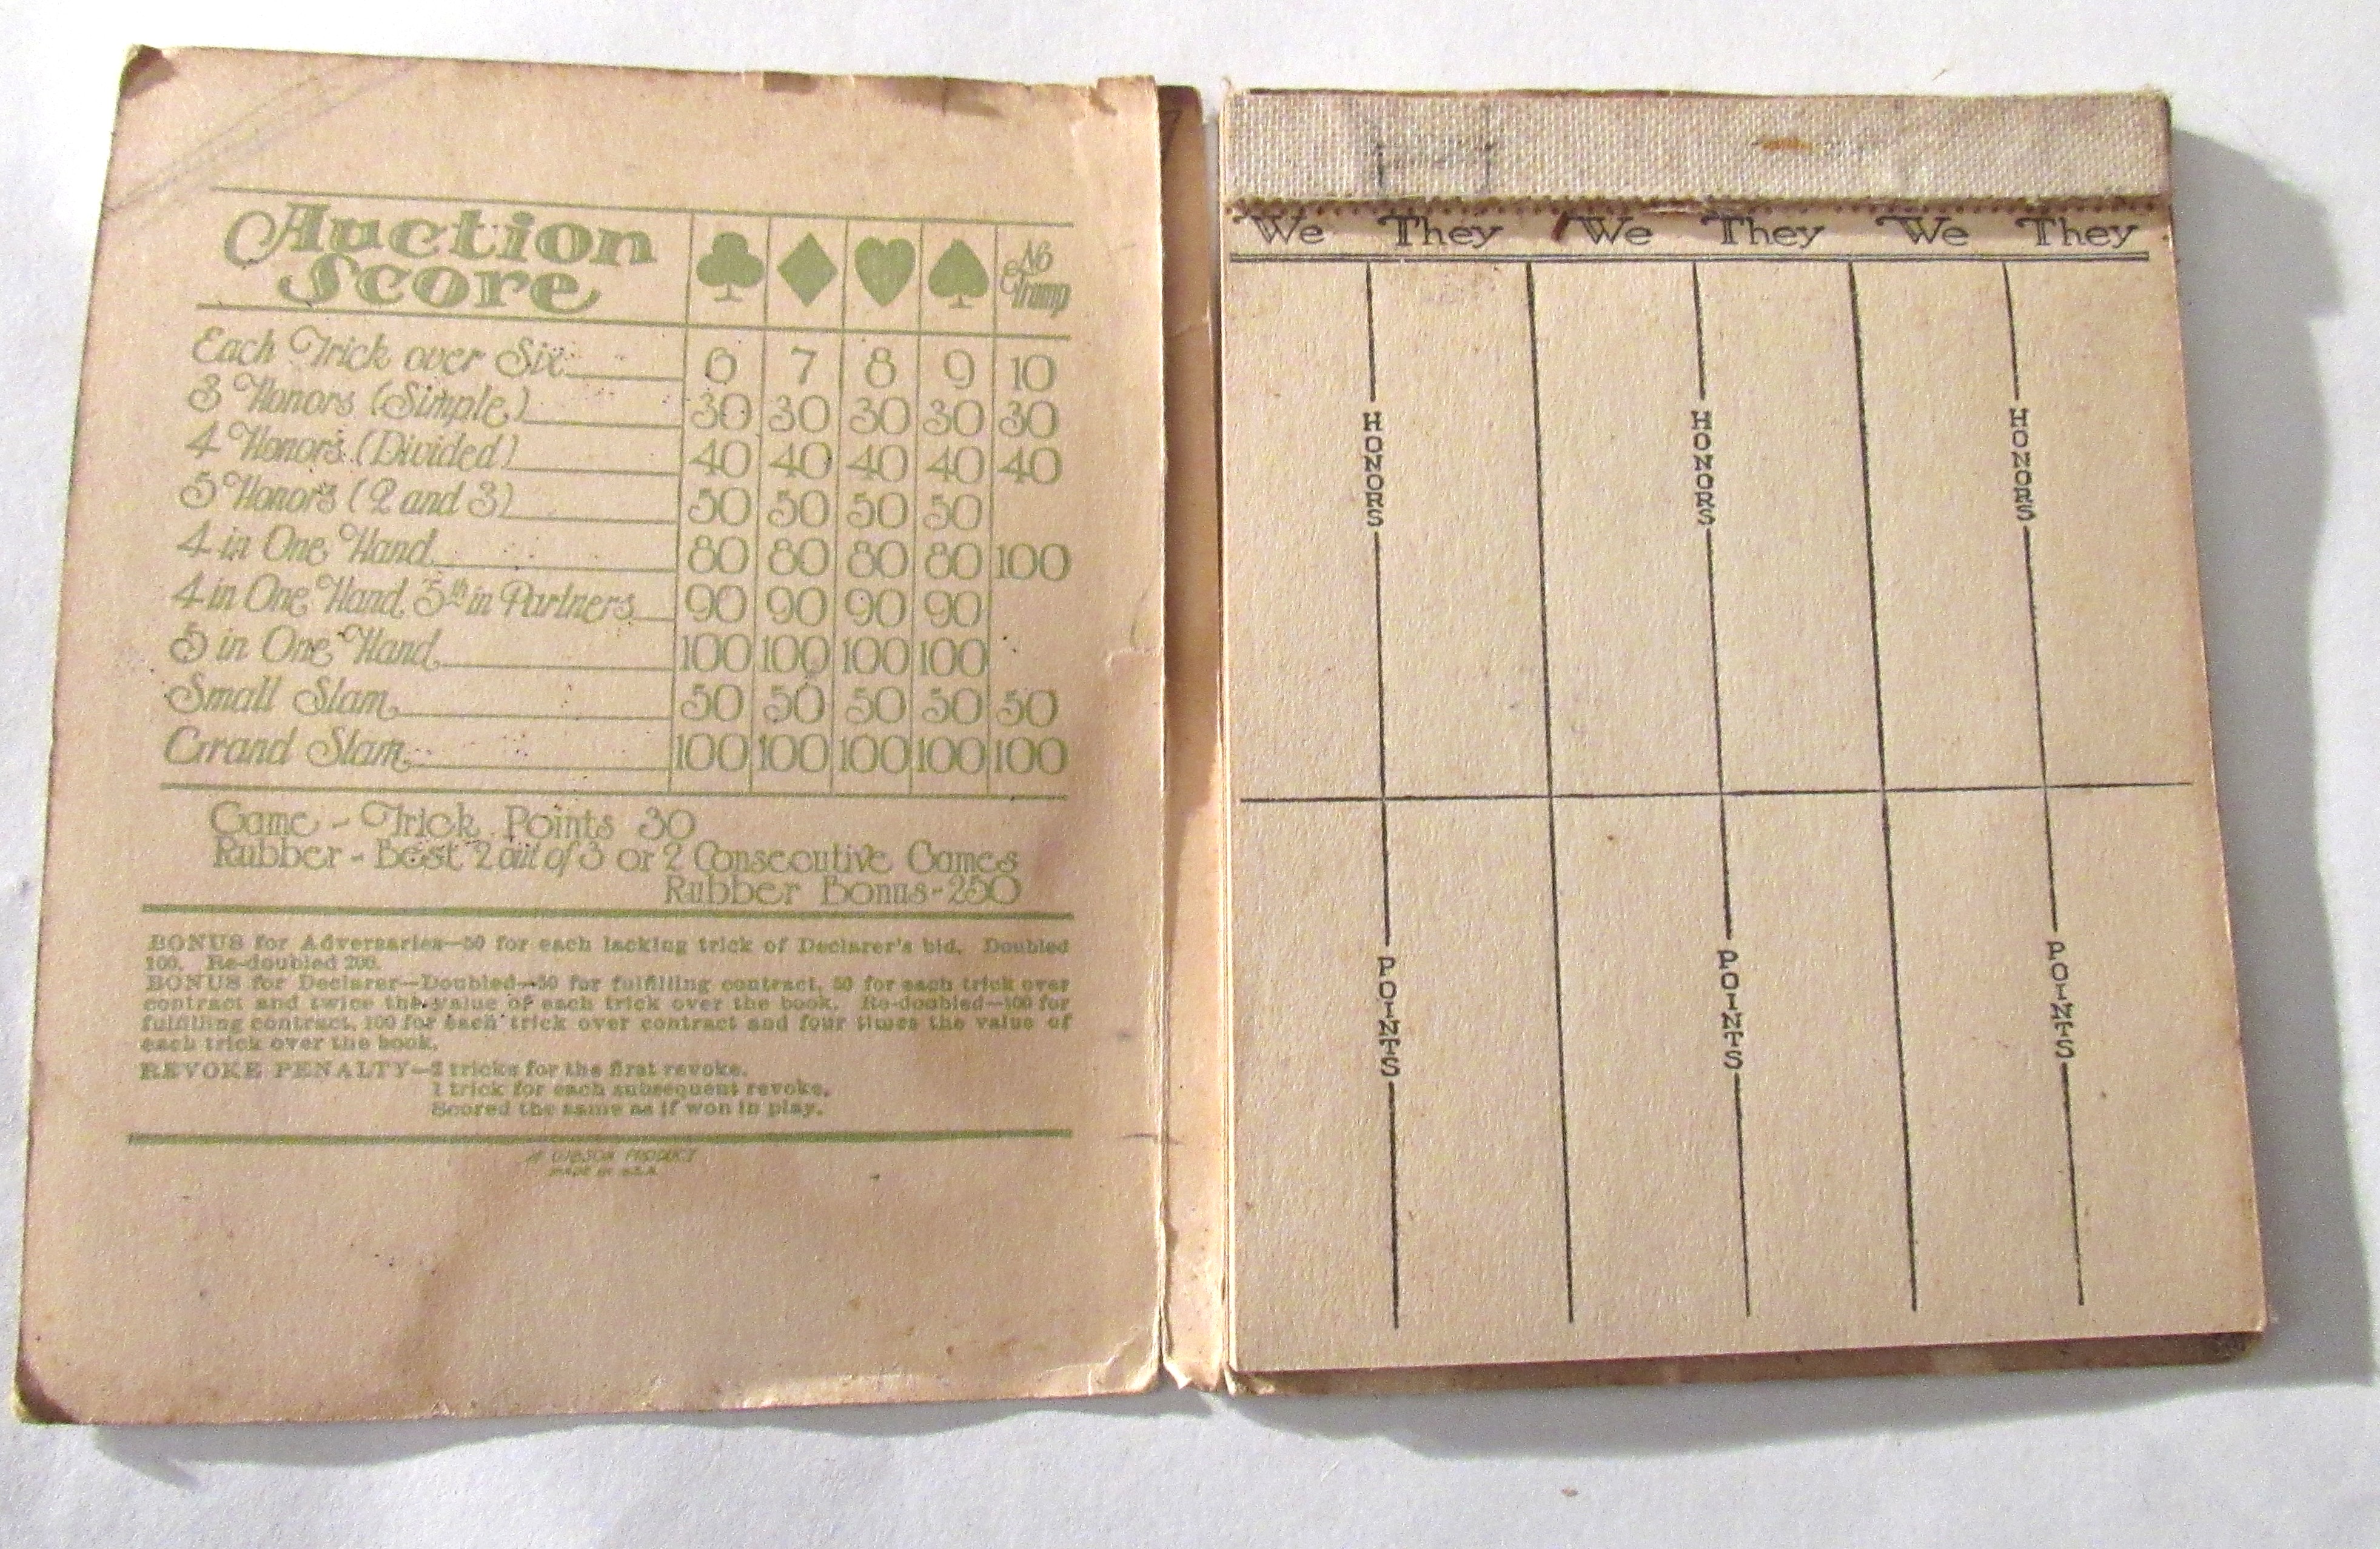 Auction
Score
No
Trump
Each Trick over Six 6 7 8 9 10
3 Honors (Simple) 30 30 30 30 30
4 Honors (Divided) 40 40 40 40 40
5 Honors (2 and 3) 50 50 50 50
4 in One Hand 80 80 80 80 100
4 in One Hand, 5th in Partners 90 90 90 90
5 in One Hand 100 100 100 100
Small Slam 50 50 50 50 50
Grand Slam 100 100 100 100 100
Game - Trick Points 30
Rubber - Best 2 out of 3 or 2 Consecutive Games
Rubber Bonus - 250
BONUS for Adversaries—50 for each lacking trick of Declarer's bid. Doubled
100. Re-doubled 200.
BONUS for Declarer—Doubled—50 for fulfilling contract, 50 for each trick over
contract and twice the value of each trick over the book. Re-doubled—100 for
fulfilling contract, 100 for each trick over contract and four times the value of
each trick over the book.
REVOKE PENALTY—2 tricks for the first revoke.
1 trick for each subsequent revoke.
Scored the same as if won in play.
A GIBSON PRODUCT
MADE IN U.S.A.
We They We They We They
HONORS HONORS HONORS
POINTS POINTS POINTS